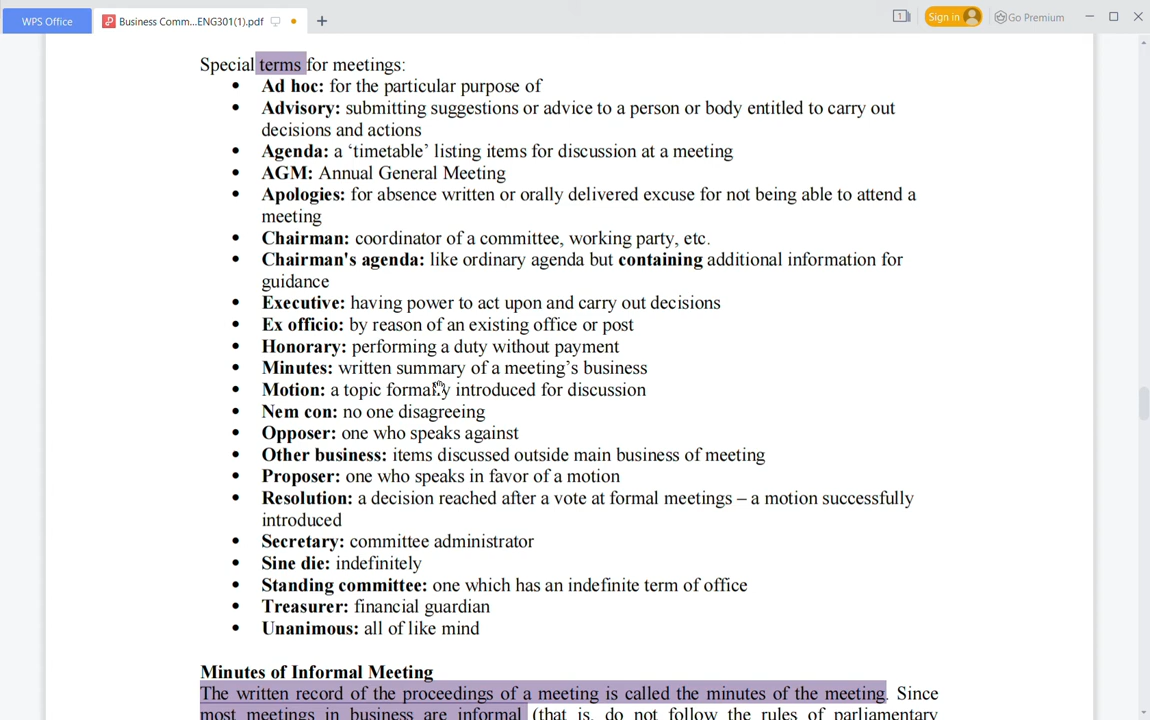 WPS Office
Business Comm...ENG301(1).pdf
1
Sign in
Go Premium
Special terms for meetings:
• Ad hoc: for the particular purpose of
• Advisory: submitting suggestions or advice to a person or body entitled to carry out
decisions and actions
• Agenda: a ‘timetable’ listing items for discussion at a meeting
• AGM: Annual General Meeting
• Apologies: for absence written or orally delivered excuse for not being able to attend a
meeting
• Chairman: coordinator of a committee, working party, etc.
• Chairman's agenda: like ordinary agenda but containing additional information for
guidance
• Executive: having power to act upon and carry out decisions
• Ex officio: by reason of an existing office or post
• Honorary: performing a duty without payment
• Minutes: written summary of a meeting’s business
• Motion: a topic formally introduced for discussion
• Nem con: no one disagreeing
• Opposer: one who speaks against
• Other business: items discussed outside main business of meeting
• Proposer: one who speaks in favor of a motion
• Resolution: a decision reached after a vote at formal meetings – a motion successfully
introduced
• Secretary: committee administrator
• Sine die: indefinitely
• Standing committee: one which has an indefinite term of office
• Treasurer: financial guardian
• Unanimous: all of like mind
Minutes of Informal Meeting
The written record of the proceedings of a meeting is called the minutes of the meeting. Since
most meetings in business are informal (that is, do not follow the rules of parliamentary